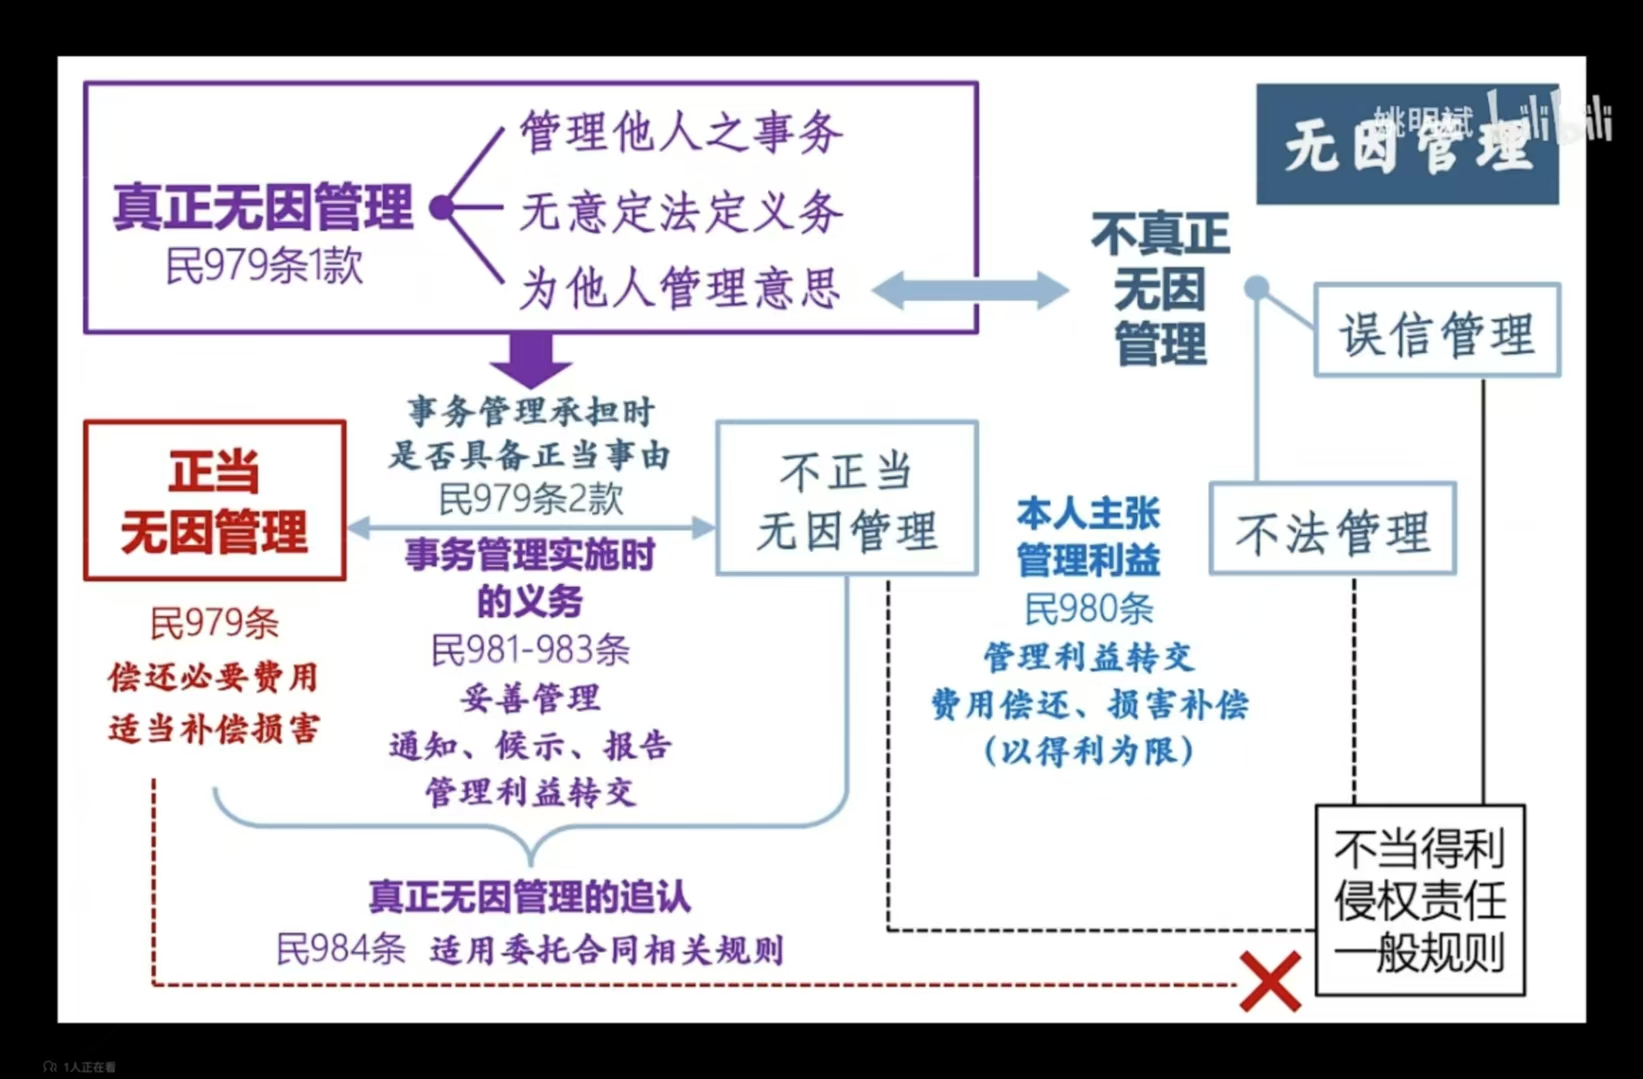 姚明斌 bilibili
无因管理
真正无因管理
民979条1款
管理他人之事务
无意定法定义务
为他人管理意思
不真正
无因
管理
误信管理
不法管理
事务管理承担时
是否具备正当事由
民979条2款
正当
无因管理
不正当
无因管理
事务管理实施时
的义务
民981-983条
妥善管理
通知、候示、报告
管理利益转交
民979条
偿还必要费用
适当补偿损害
本人主张
管理利益
民980条
管理利益转交
费用偿还、损害补偿
(以得利为限)
真正无因管理的追认
民984条 适用委托合同相关规则
不当得利
侵权责任
一般规则
1人正在看